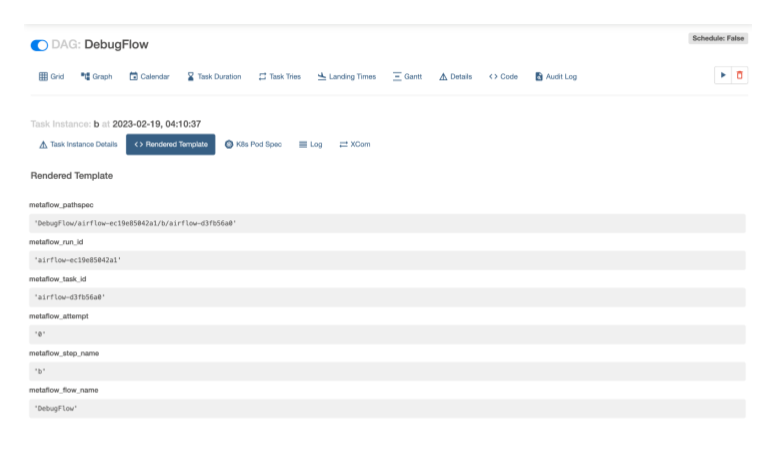 DAG: DebugFlow
Schedule: False
Grid Graph Calendar Task Duration Task Tries Landing Times Gantt Details <> Code Audit Log
Task Instance: b at 2023-02-19, 04:10:37
Task Instance Details <> Rendered Template K8s Pod Spec Log XCom
Rendered Template
metaflow_pathspec
'DebugFlow/airflow-ec19e85042a1/b/airflow-d3fb56a0'
metaflow_run_id
'airflow-ec19e85042a1'
metaflow_task_id
'airflow-d3fb56a0'
metaflow_attempt
'0'
metaflow_step_name
'b'
metaflow_flow_name
'DebugFlow'